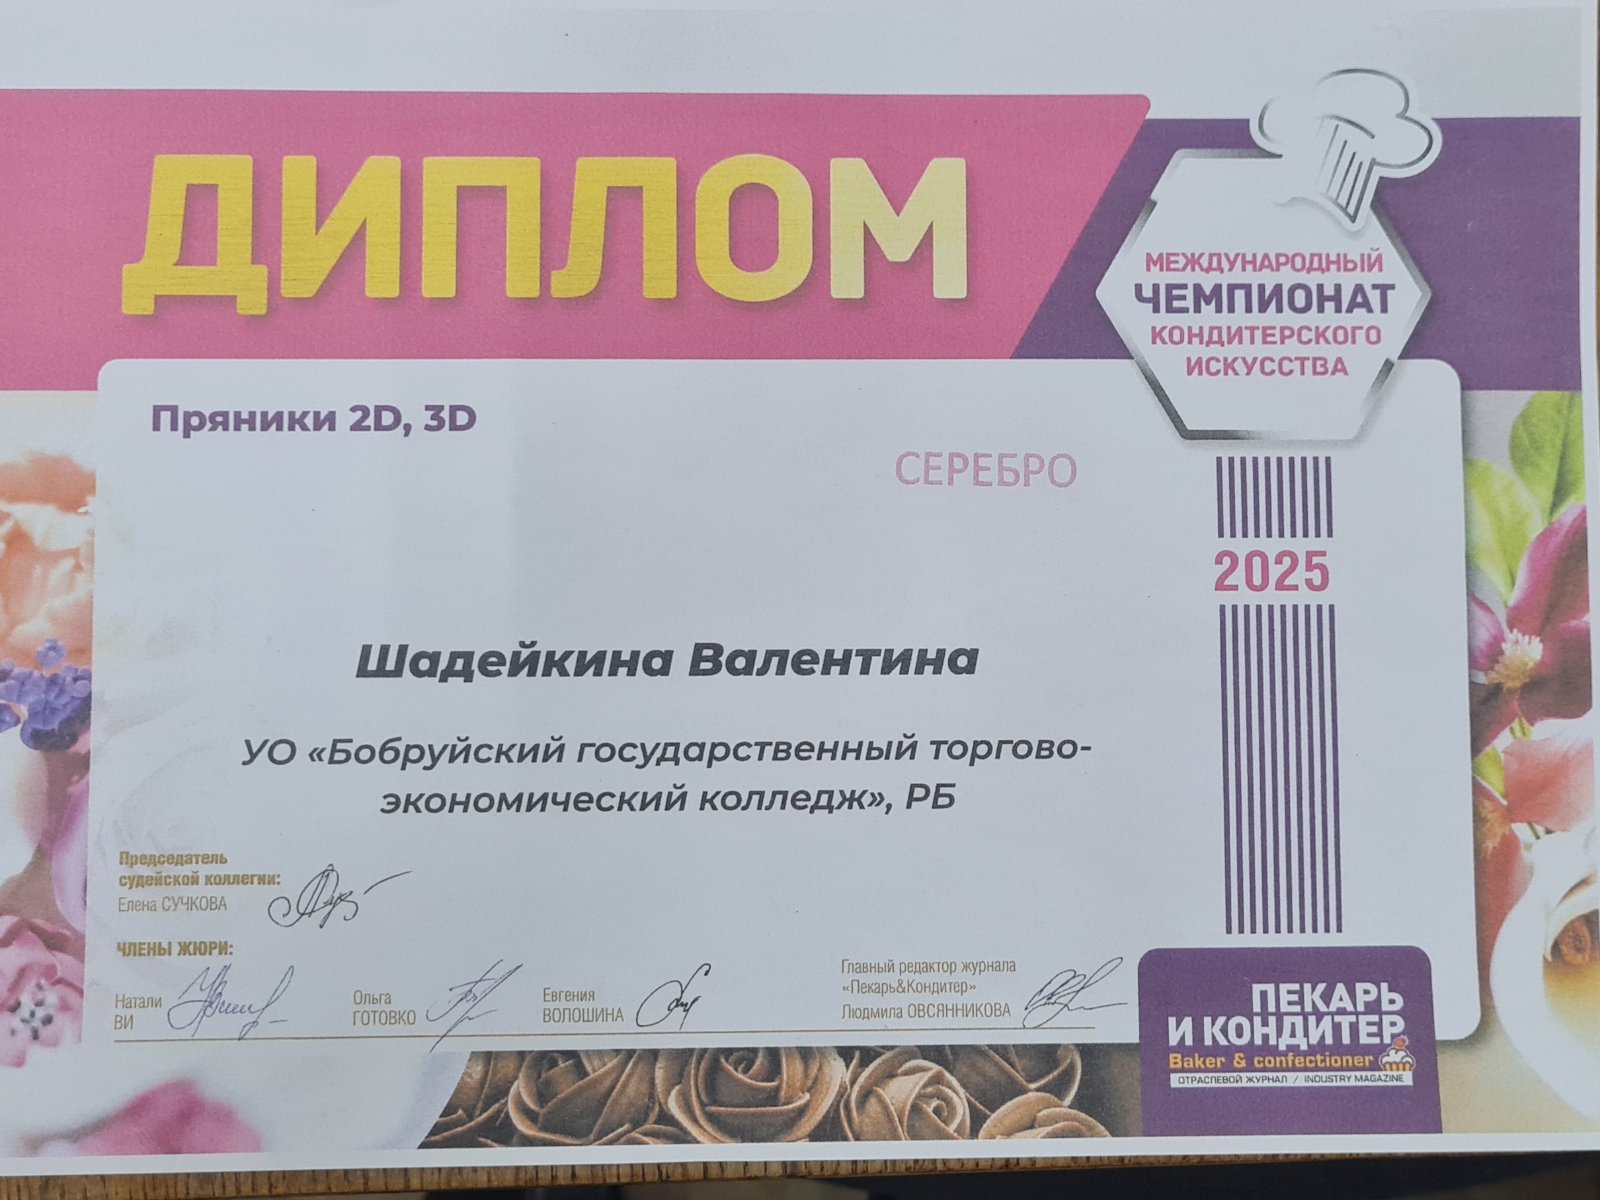 ДИПЛОМ
МЕЖДУНАРОДНЫЙ
ЧЕМПИОНАТ
КОНДИТЕРСКОГО
ИСКУССТВА
Пряники 2D, 3D
СЕРЕБРО
2025
Шадейкина Валентина
УО «Бобруйский государственный торгово-
экономический колледж», РБ
Председатель
судейской коллегии:
Елена СУЧКОВА
ЧЛЕНЫ ЖЮРИ:
Натали
ВИ
Ольга
ГОТОВКО
Евгения
ВОЛОШИНА
Главный редактор журнала
«Пекарь&Кондитер»
Людмила ОВСЯННИКОВА
ПЕКАРЬ
И КОНДИТЕР
Baker & confectioner
ОТРАСЛЕВОЙ ЖУРНАЛ / INDUSTRY MAGAZINE